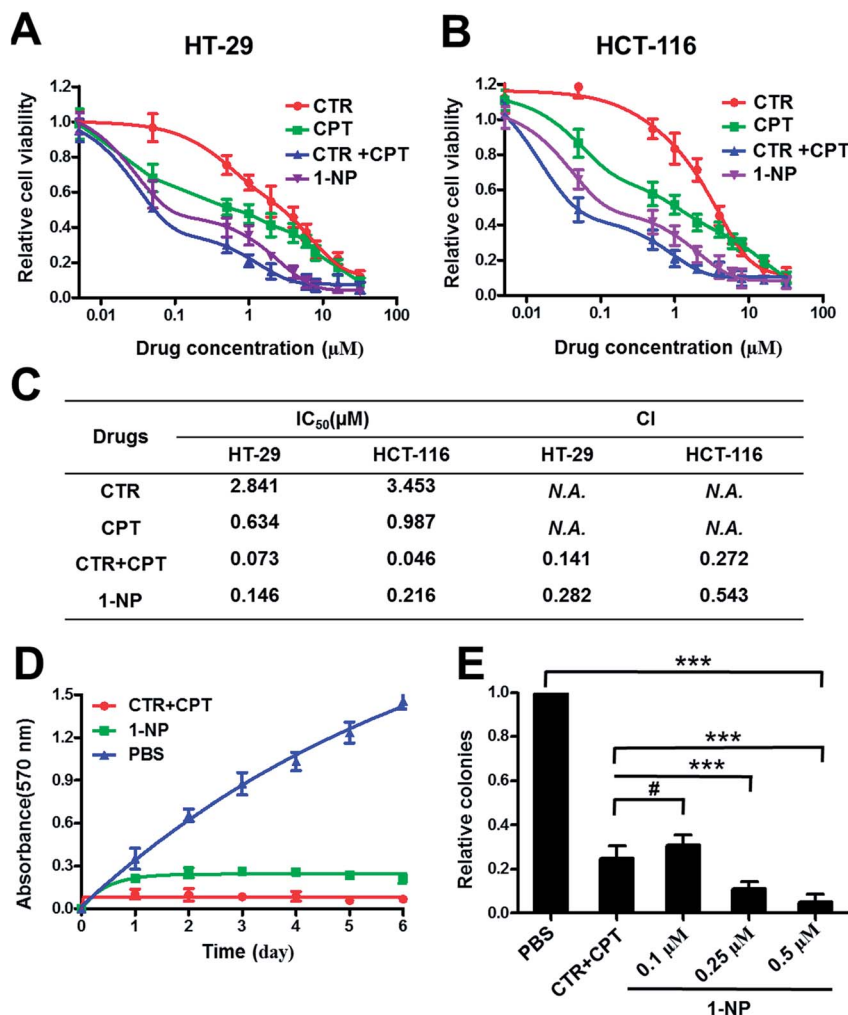 A
HT-29
Relative cell viability
1.2
1.0
0.8
0.6
0.4
0.2
0.0
0.01
0.1
1
10
100
Drug concentration (μM)
CTR
CPT
CTR +CPT
1-NP
B
HCT-116
Relative cell viability
1.2
1.0
0.8
0.6
0.4
0.2
0.0
0.01
0.1
1
10
100
Drug concentration (μM)
CTR
CPT
CTR +CPT
1-NP
C
Drugs IC50(μM) CI
HT-29 HCT-116 HT-29 HCT-116
CTR 2.841 3.453 N.A. N.A.
CPT 0.634 0.987 N.A. N.A.
CTR+CPT 0.073 0.046 0.141 0.272
1-NP 0.146 0.216 0.282 0.543
D
Absorbance(570 nm)
1.5
1.2
0.9
0.6
0.3
0.0
0 1 2 3 4 5 6
Time (day)
CTR+CPT
1-NP
PBS
E
Relative colonies
1.0
0.8
0.6
0.4
0.2
0.0
***
***
***
#
PBS
CTR+CPT
0.1 μM
0.25 μM
0.5 μM
1-NP